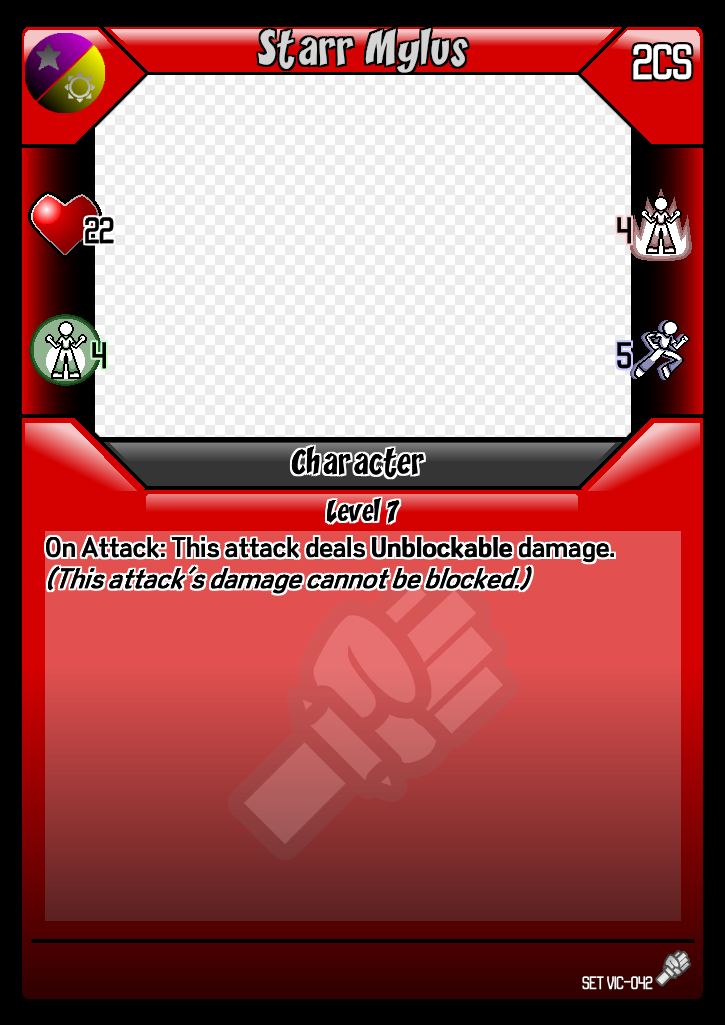 Starr Mylus
2CS
22
4
4
5
Character
Level 7
On Attack: This attack deals Unblockable damage.
(This attack's damage cannot be blocked.)
SET VIC-042